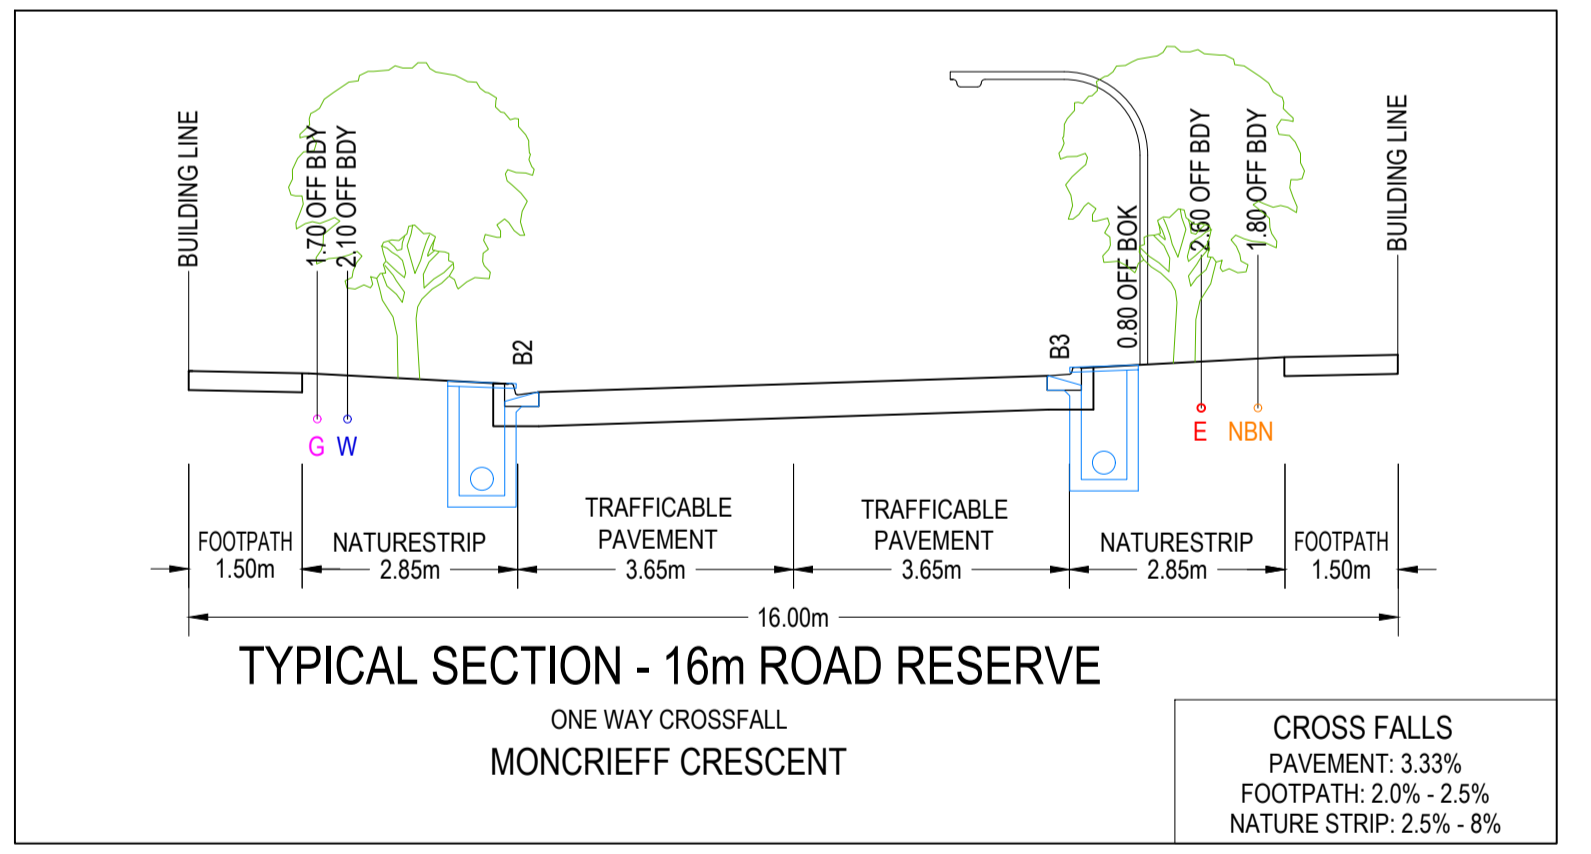 BUILDING LINE
1.70 OFF BDY
2.10 OFF BDY
B2
B3
0.80 OFF BOK
2.60 OFF BDY
1.80 OFF BDY
BUILDING LINE
G
W
E
NBN
FOOTPATH
1.50m
NATURESTRIP
2.85m
TRAFFICABLE
PAVEMENT
3.65m
TRAFFICABLE
PAVEMENT
3.65m
NATURESTRIP
2.85m
FOOTPATH
1.50m
16.00m
TYPICAL SECTION - 16m ROAD RESERVE
ONE WAY CROSSFALL
MONCRIEFF CRESCENT
CROSS FALLS
PAVEMENT: 3.33%
FOOTPATH: 2.0% - 2.5%
NATURE STRIP: 2.5% - 8%